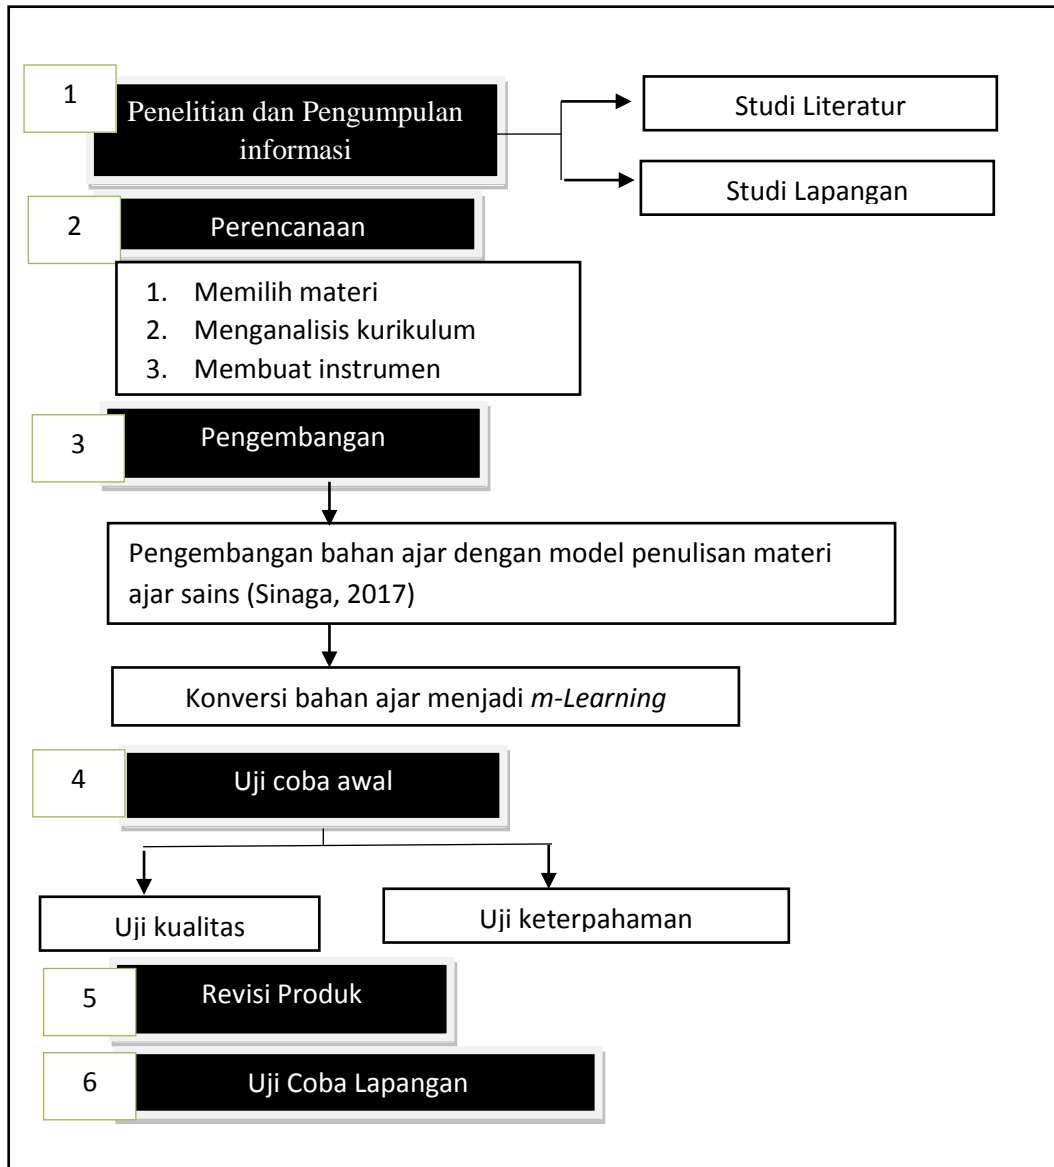 1
Penelitian dan Pengumpulan
informasi
Studi Literatur
Studi Lapangan
2
Perencanaan
1. Memilih materi
2. Menganalisis kurikulum
3. Membuat instrumen
3
Pengembangan
Pengembangan bahan ajar dengan model penulisan materi
ajar sains (Sinaga, 2017)
Konversi bahan ajar menjadi m-Learning
4
Uji coba awal
Uji kualitas
Uji keterpahaman
5
Revisi Produk
6
Uji Coba Lapangan